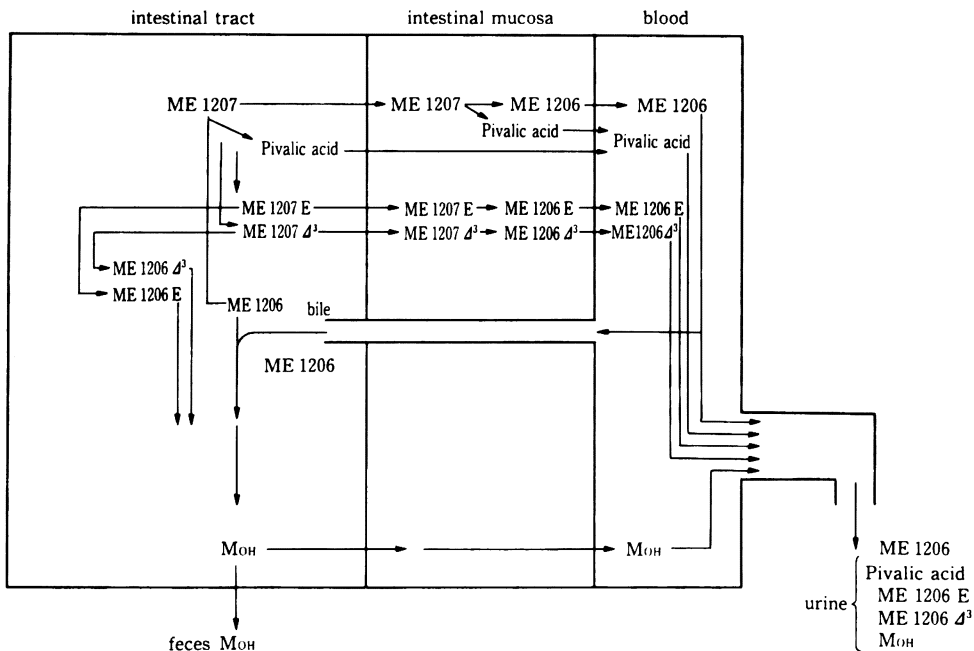 intestinal tract intestinal mucosa blood
ME 1207 ME 1207 ME 1206 ME 1206
Pivalic acid Pivalic acid Pivalic acid
ME 1207 E ME 1207 E ME 1206 E ME 1206 E
ME 1207 Δ³ ME 1207 Δ³ ME 1206 Δ³ ME1206Δ³
ME 1206 Δ³
ME 1206 E ME 1206 bile
ME 1206
MOH MOH
feces MOH
ME 1206
Pivalic acid
ME 1206 E
urine
ME 1206 Δ³
MOH